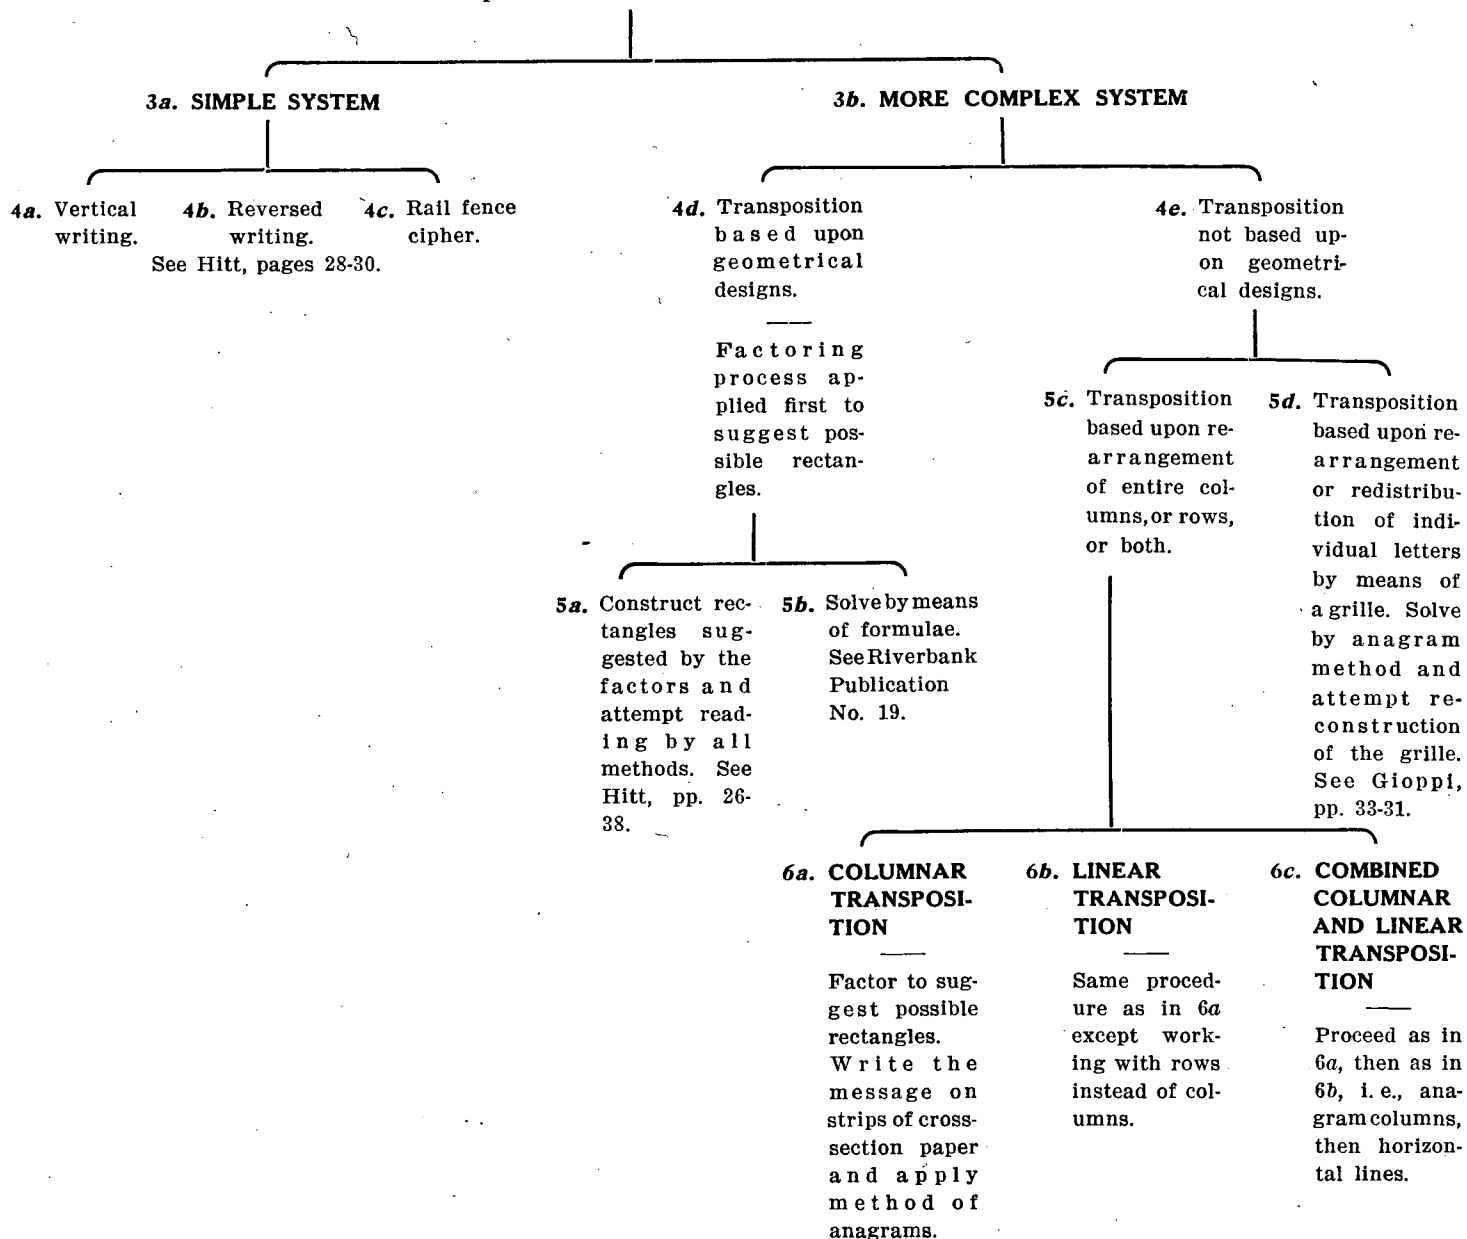 3a. SIMPLE SYSTEM
3b. MORE COMPLEX SYSTEM
4a. Vertical
writing.
4b. Reversed
writing.
4c. Rail fence
cipher.
See Hitt, pages 28-30.
4d. Transposition
based upon
geometrical
designs.
Factoring
process ap-
plied first to
suggest pos-
sible rectan-
gles.
4e. Transposition
not based up-
on geometri-
cal designs.
5a. Construct rec-
tangles sug-
gested by the
factors and
attempt read-
ing by all
methods. See
Hitt, pp. 26-
38.
5b. Solve by means
of formulae.
See Riverbank
Publication
No. 19.
5c. Transposition
based upon re-
arrangement
of entire col-
umns, or rows,
or both.
5d. Transposition
based upon re-
arrangement
or redistribu-
tion of indi-
vidual letters
by means of
a grille. Solve
by anagram
method and
attempt re-
construction
of the grille.
See Gioppi,
pp. 33-31.
6a. COLUMNAR
TRANSPOSI-
TION
Factor to sug-
gest possible
rectangles.
Write the
message on
strips of cross-
section paper
and apply
method of
anagrams.
6b. LINEAR
TRANSPOSI-
TION
Same proced-
ure as in 6a
except work-
ing with rows
instead of col-
umns.
6c. COMBINED
COLUMNAR
AND LINEAR
TRANSPOSI-
TION
Proceed as in
6a, then as in
6b, i. e., ana-
gram columns,
then horizon-
tal lines.